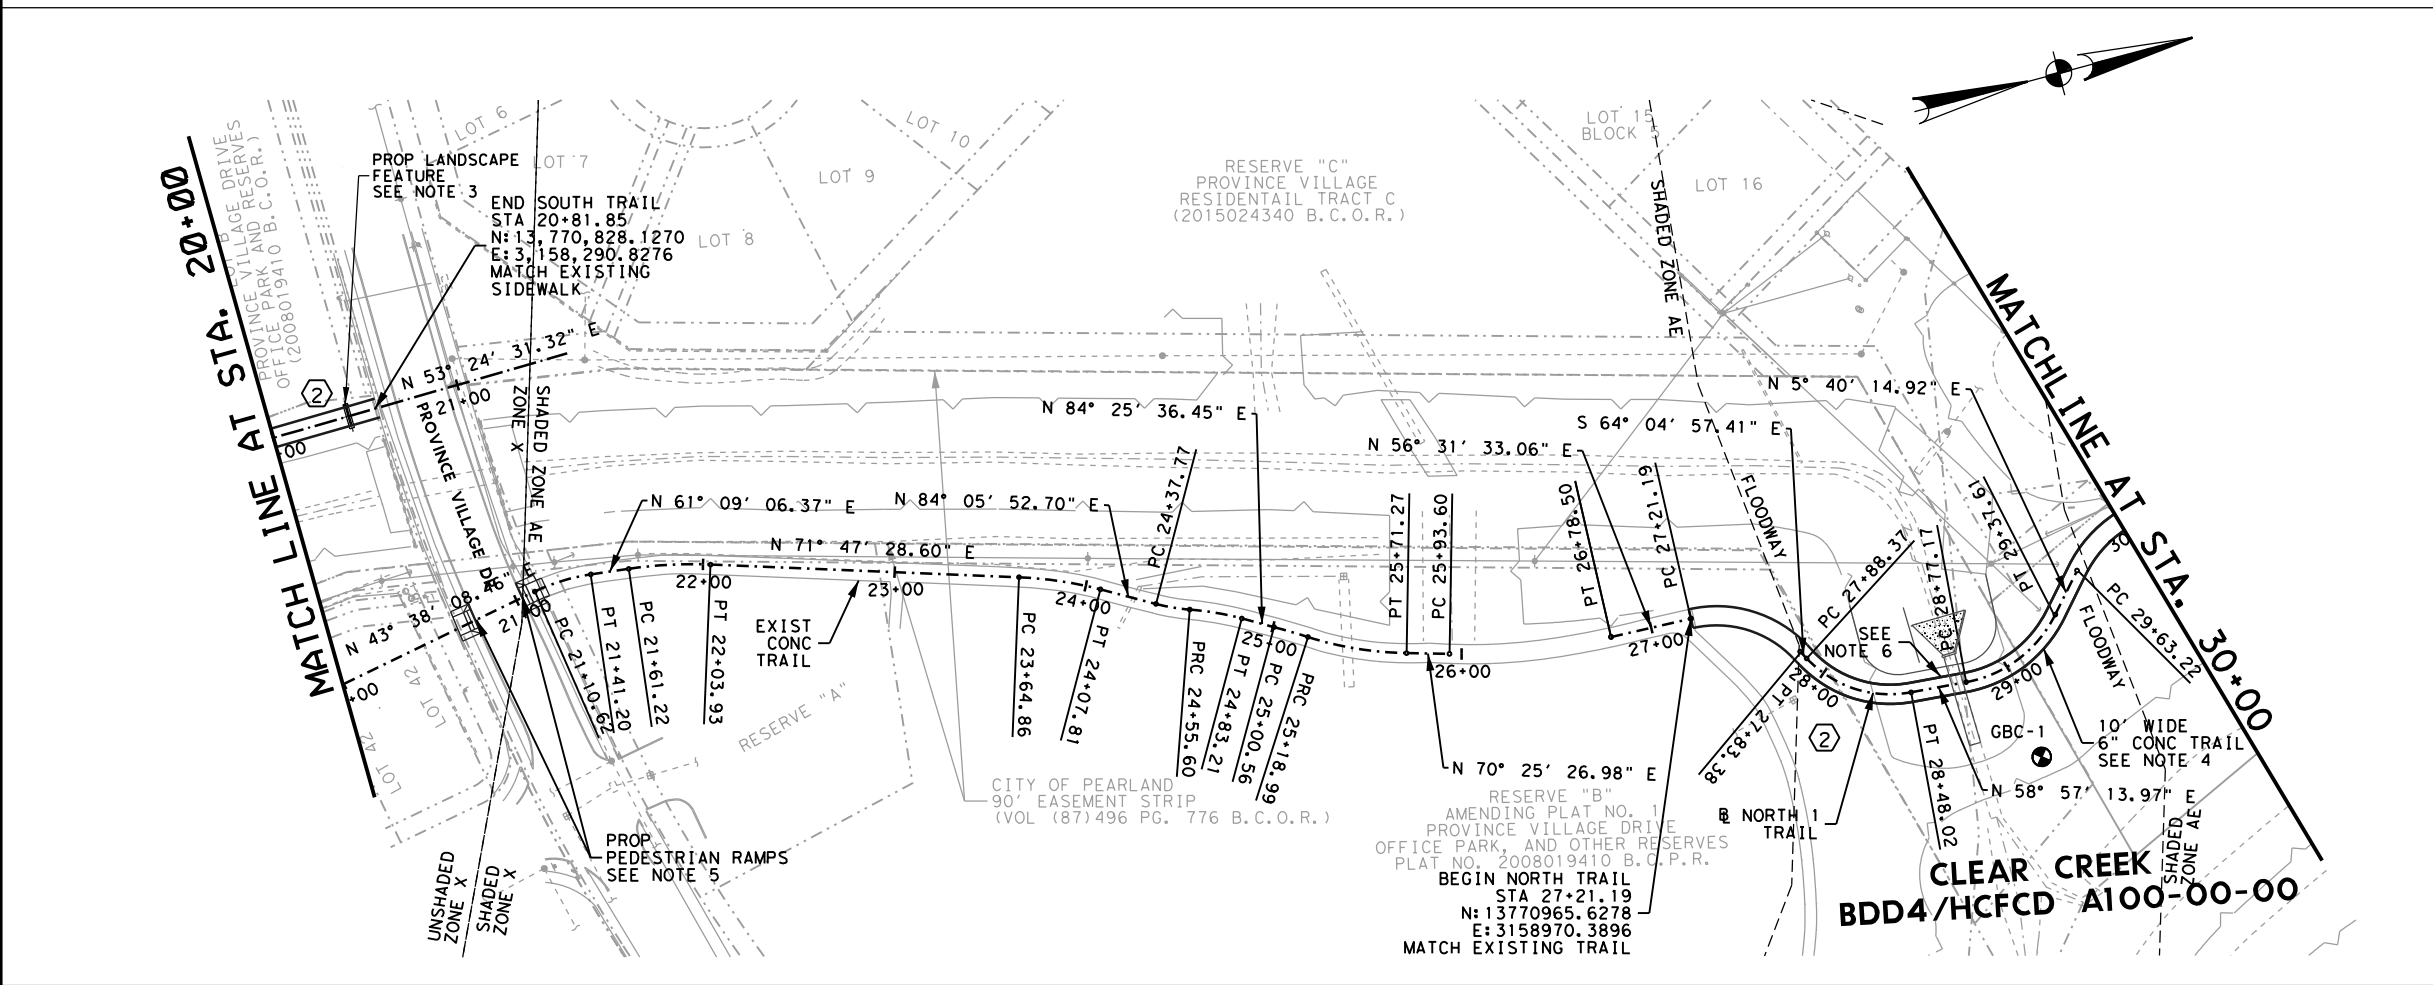 MATCH LINE AT STA. 20+00
LOT B
PROVINCE VILLAGE DRIVE
OFFICE PARK AND RESERVES
(2008019410 B.C.O.R.)
PROP LANDSCAPE
FEATURE
SEE NOTE 3
END SOUTH TRAIL
STA 20+81.85
N:13,770,828.1270
E:3,158,290.8276
MATCH EXISTING
SIDEWALK
LOT 6
LOT 7
LOT 8
LOT 9
LOT 10
RESERVE "C"
PROVINCE VILLAGE
RESIDENTAIL TRACT C
(2015024340 B.C.O.R.)
LOT 15
BLOCK 5
LOT 16
SHADED ZONE AE
MATCHLINE AT STA. 30+00
2
N 53° 24' 31.32" E
21+00
+00
PROVINCE VILLAGE DR
ZONE X
SHADED ZONE AE
N 43° 38' 08.46" E
21+00
+00
LOT 42
LOT 42
N 61° 09' 06.37" E
N 71° 47' 28.60" E
N 84° 05' 52.70" E
N 84° 25' 36.45" E
N 56° 31' 33.06" E
S 64° 04' 57.41" E
N 5° 40' 14.92" E
PC 21+10.62
PT 21+41.20
PC 21+61.22
22+00
PT 22+03.93
EXIST
CONC
TRAIL
23+00
PC 23+64.86
24+00
PT 24+07.81
PC 24+37.77
PRC 24+55.60
PT 24+83.21
25+00
PC 25+00.56
PRC 25+18.99
PT 25+71.27
PC 25+93.60
26+00
PT 26+78.50
27+00
PC 27+21.19
FLOODWAY
PT 27+83.38
PC 27+88.37
28+00
PT 28+48.02
PC 28+77.17
29+00
PT 29+37.61
PC 29+63.22
30
FLOODWAY
SEE
NOTE 6
2
GBC-1
10' WIDE
6" CONC TRAIL
SEE NOTE 4
N 58° 57' 13.97" E
N 70° 25' 26.98" E
NORTH 1
TRAIL
RESERVE "A"
CITY OF PEARLAND
90' EASEMENT STRIP
(VOL (87)496 PG. 776 B.C.O.R.)
RESERVE "B"
AMENDING PLAT NO. 1
PROVINCE VILLAGE DRIVE
OFFICE PARK, AND OTHER RESERVES
PLAT NO. 2008019410 B.C.P.R.
BEGIN NORTH TRAIL
STA 27+21.19
N:13770965.6278
E:3158970.3896
MATCH EXISTING TRAIL
PROP
PEDESTRIAN RAMPS
SEE NOTE 5
UNSHADED
ZONE X
SHADED
ZONE X
SHADED
ZONE AE
CLEAR CREEK
BDD4/HCFCD A100-00-00